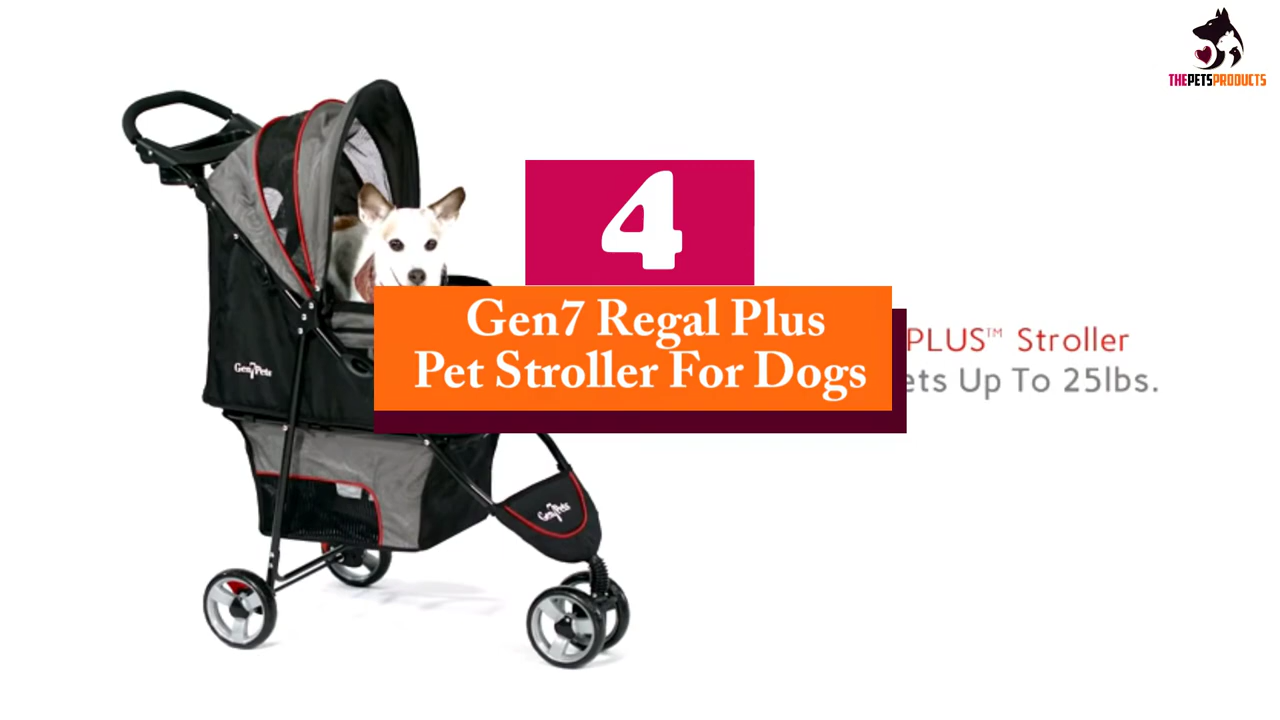 THEPETSPRODUCTS
4
Gen7 Regal Plus
Pet Stroller For Dogs
PLUS™ Stroller
ets Up To 25lbs.
Gen7Pets
Gen7Pets